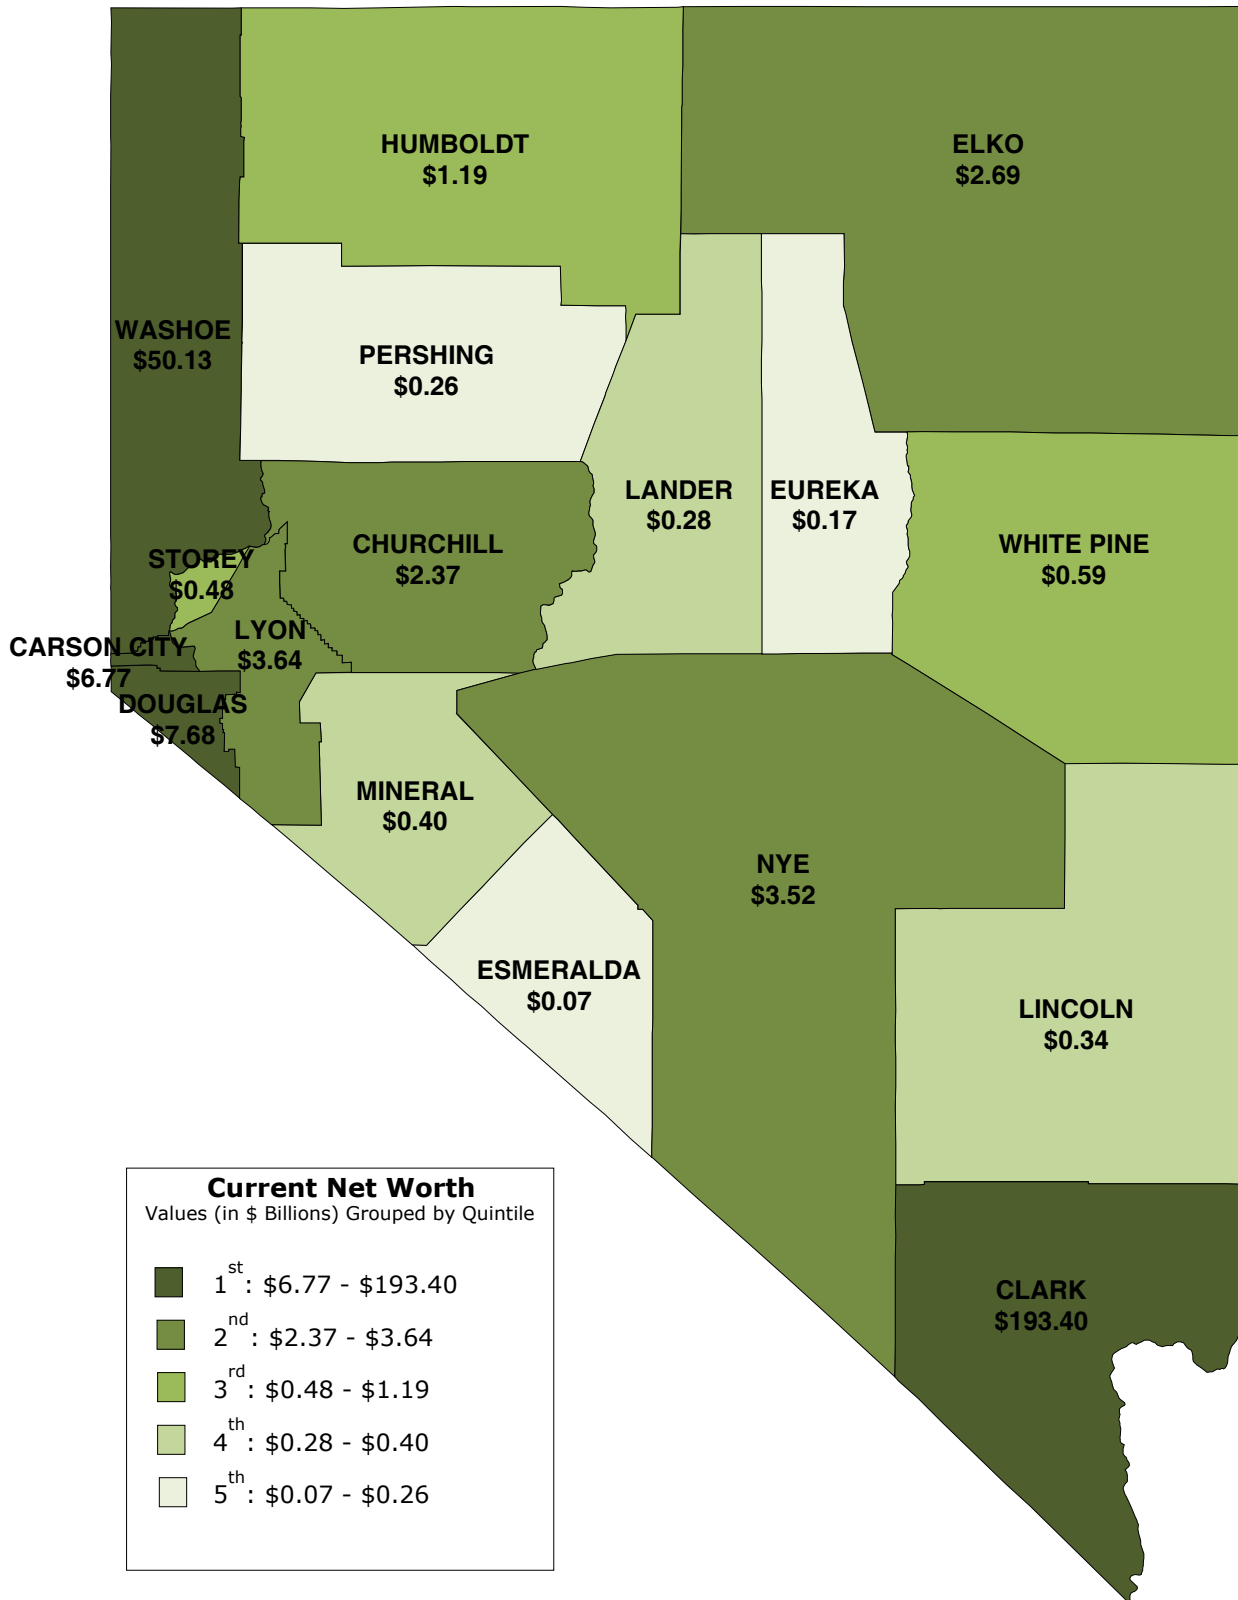 HUMBOLDT
$1.19
ELKO
$2.69
WASHOE
$50.13
PERSHING
$0.26
LANDER
$0.28
EUREKA
$0.17
CHURCHILL
$2.37
WHITE PINE
$0.59
STOREY
$0.48
LYON
$3.64
CARSON CITY
$6.77
DOUGLAS
$7.68
MINERAL
$0.40
NYE
$3.52
ESMERALDA
$0.07
LINCOLN
$0.34
CLARK
$193.40
Current Net Worth
Values (in $ Billions) Grouped by Quintile
1st: $6.77 - $193.40
2nd: $2.37 - $3.64
3rd: $0.48 - $1.19
4th: $0.28 - $0.40
5th: $0.07 - $0.26